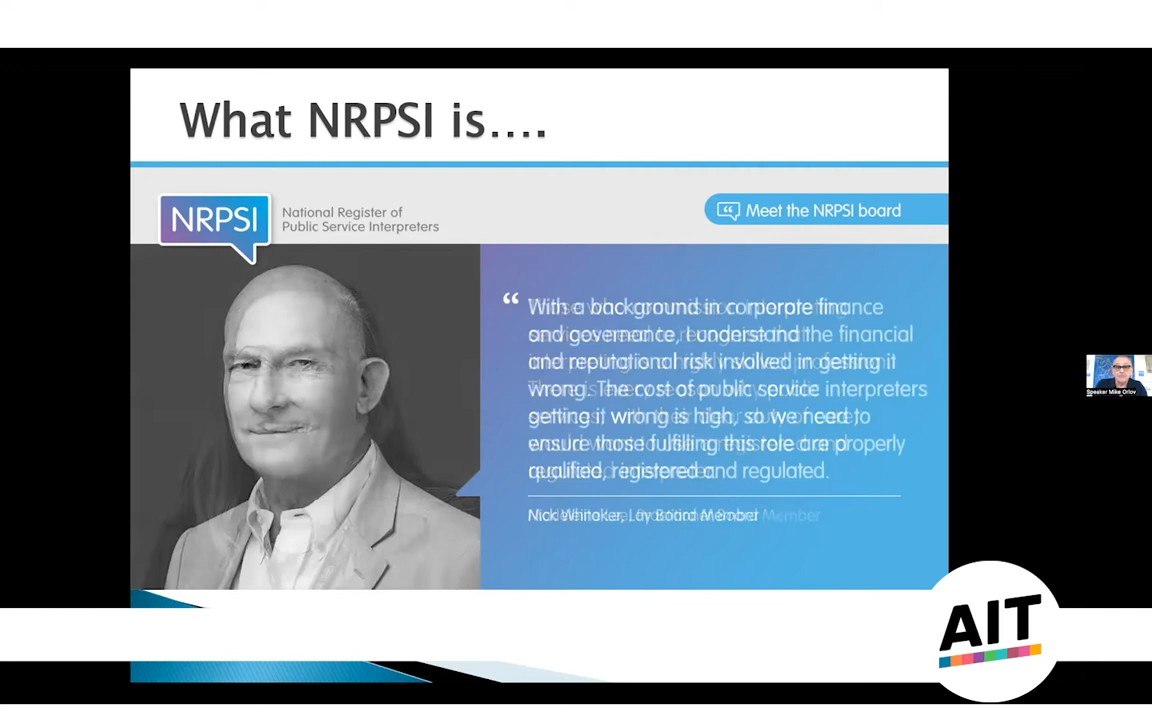 What NRPSI is....
NRPSI
National Register of
Public Service Interpreters
Meet the NRPSI board
“ With a background in corporate finance
and governance, I understand the financial
and reputational risk involved in getting it
wrong. The cost of public service interpreters
getting it wrong is high, so we need to
ensure those fulfilling this role are properly
qualified, registered and regulated.
Nick Whitaker, Lay Board Member
Speaker Mike Orlov
AIT